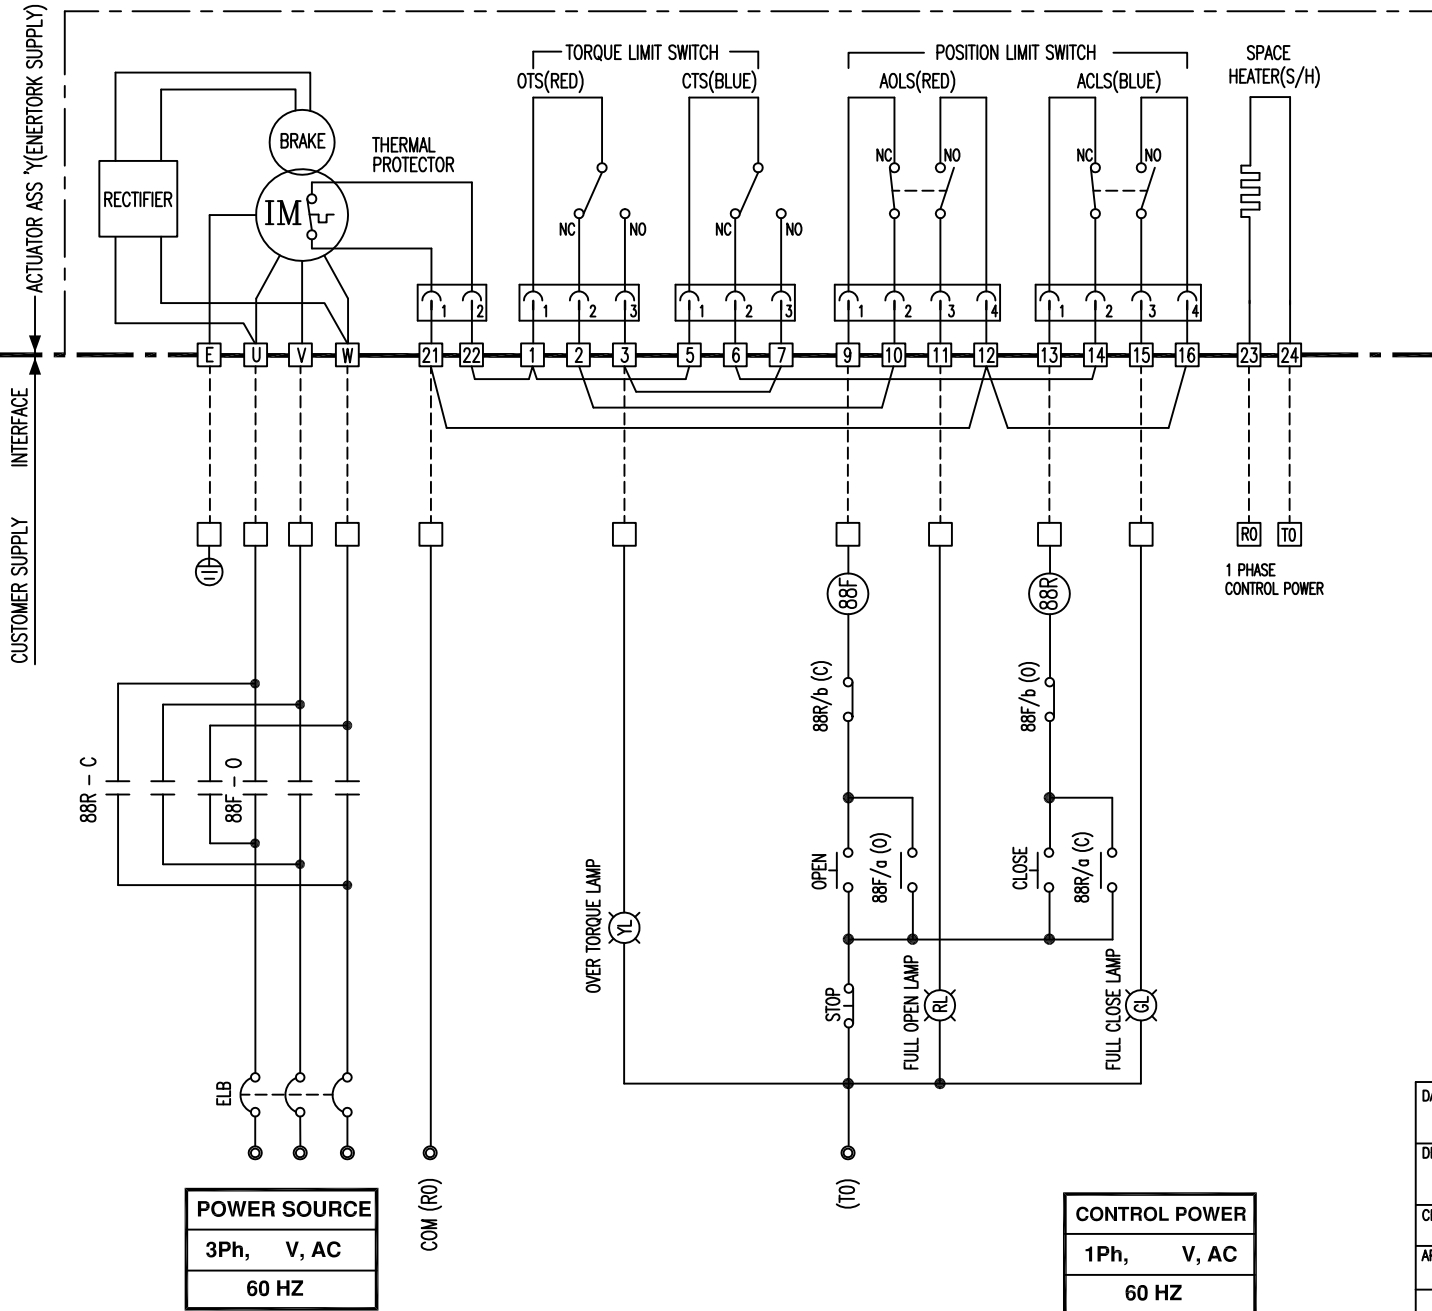 ACTUATOR ASS 'Y(ENERTORK SUPPLY)
INTERFACE
CUSTOMER SUPPLY
TORQUE LIMIT SWITCH
OTS(RED)
CTS(BLUE)
POSITION LIMIT SWITCH
AOLS(RED)
ACLS(BLUE)
SPACE
HEATER(S/H)
BRAKE
RECTIFIER
IM
THERMAL
PROTECTOR
NC
NO
NC
NO
NC
NO
NC
NO
1 2
1 2 3
1 2 3
1 2 3 4
1 2 3 4
E U V W 21 22 1 2 3 5 6 7 9 10 11 12 13 14 15 16 23 24
R0 T0
1 PHASE
CONTROL POWER
88F
88R
88R/b (C)
88F/b (O)
88R - C
88F - O
OPEN
88F/a (O)
CLOSE
88R/a (C)
OVER TORQUE LAMP
YL
STOP
FULL OPEN LAMP
RL
FULL CLOSE LAMP
GL
ELB
COM (R0)
(T0)
POWER SOURCE
3Ph, V, AC
60 HZ
CONTROL POWER
1Ph, V, AC
60 HZ